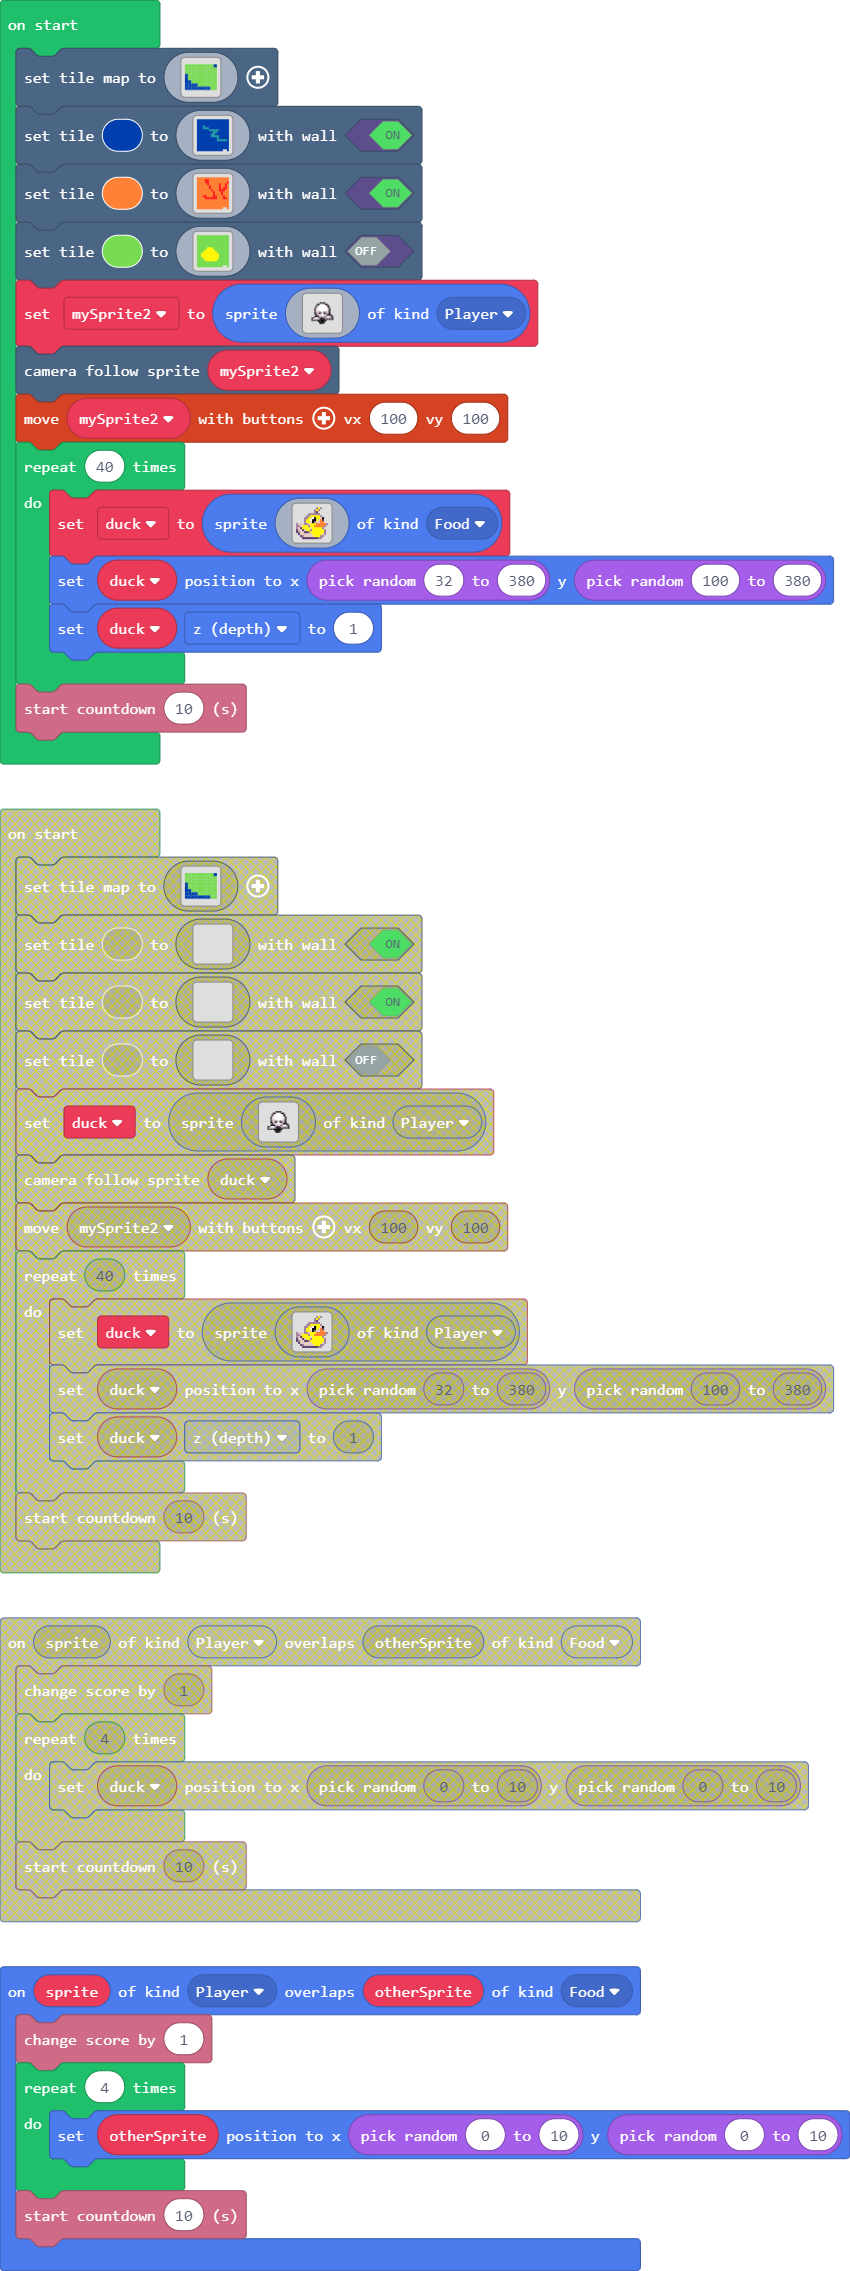 on start
set tile map to
set tile to with wall ON
set tile to with wall ON
set tile to with wall OFF
set mySprite2 to sprite of kind Player
camera follow sprite mySprite2
move mySprite2 with buttons vx 100 vy 100
repeat 40 times
do
set duck to sprite of kind Food
set duck position to x pick random 32 to 380 y pick random 100 to 380
set duck z (depth) to 1
start countdown 10 (s)
on start
set tile map to
set tile to with wall ON
set tile to with wall ON
set tile to with wall OFF
set duck to sprite of kind Player
camera follow sprite duck
move mySprite2 with buttons vx 100 vy 100
repeat 40 times
do
set duck to sprite of kind Player
set duck position to x pick random 32 to 380 y pick random 100 to 380
set duck z (depth) to 1
start countdown 10 (s)
on sprite of kind Player overlaps otherSprite of kind Food
change score by 1
repeat 4 times
do
set duck position to x pick random 0 to 10 y pick random 0 to 10
start countdown 10 (s)
on sprite of kind Player overlaps otherSprite of kind Food
change score by 1
repeat 4 times
do
set otherSprite position to x pick random 0 to 10 y pick random 0 to 10
start countdown 10 (s)